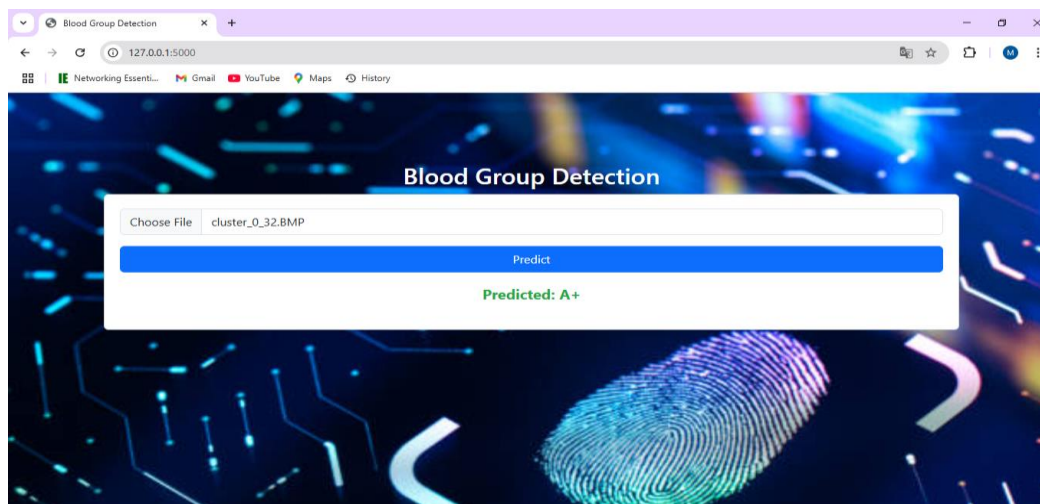 Blood Group Detection
127.0.0.1:5000
M
IE Networking Essenti... Gmail YouTube Maps History
Blood Group Detection
Choose File cluster_0_32.BMP
Predict
Predicted: A+